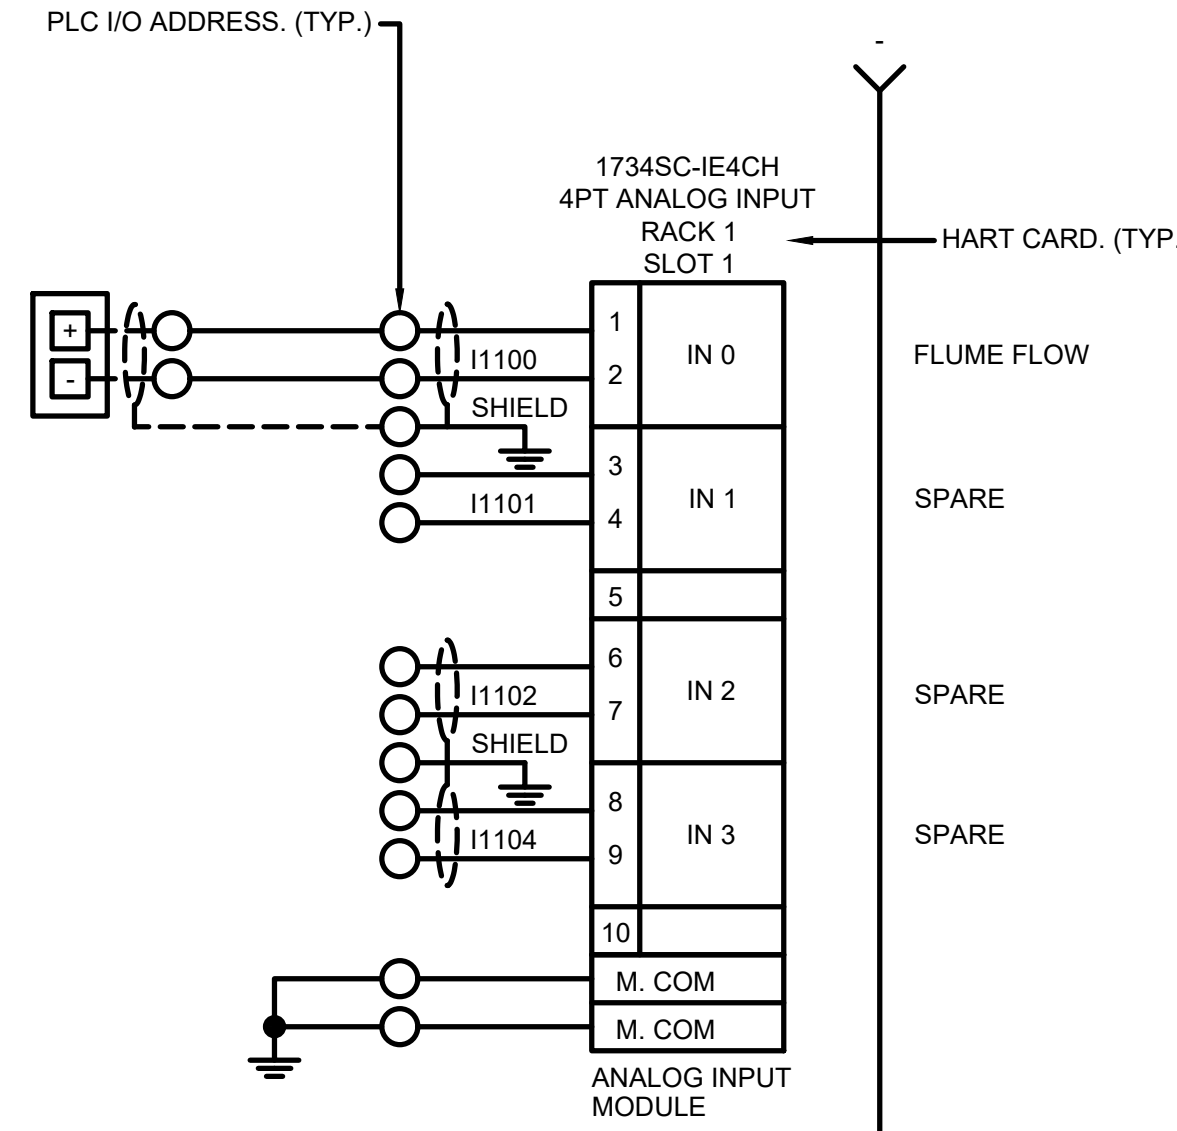 PLC I/O ADDRESS. (TYP.)
-
1734SC-IE4CH
4PT ANALOG INPUT
RACK 1
SLOT 1
HART CARD. (TYP.
+
-
1
2
I1100
SHIELD
IN 0
FLUME FLOW
3
4
I1101
IN 1
SPARE
5
6
7
I1102
SHIELD
IN 2
SPARE
8
9
I1104
IN 3
SPARE
10
M. COM
M. COM
ANALOG INPUT
MODULE